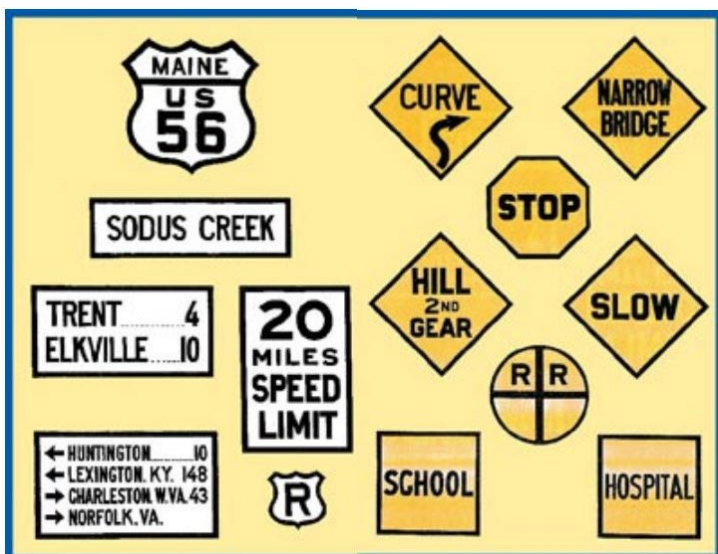 MAINE
US
56
SODUS CREEK
TRENT 4
ELKVILLE 10
20
MILES
SPEED
LIMIT
← HUNTINGTON 10
← LEXINGTON. KY. 148
→ CHARLESTON. W.VA. 43
→ NORFOLK. VA.
R
CURVE
NARROW
BRIDGE
STOP
HILL
2ND
GEAR
SLOW
R R
SCHOOL
HOSPITAL